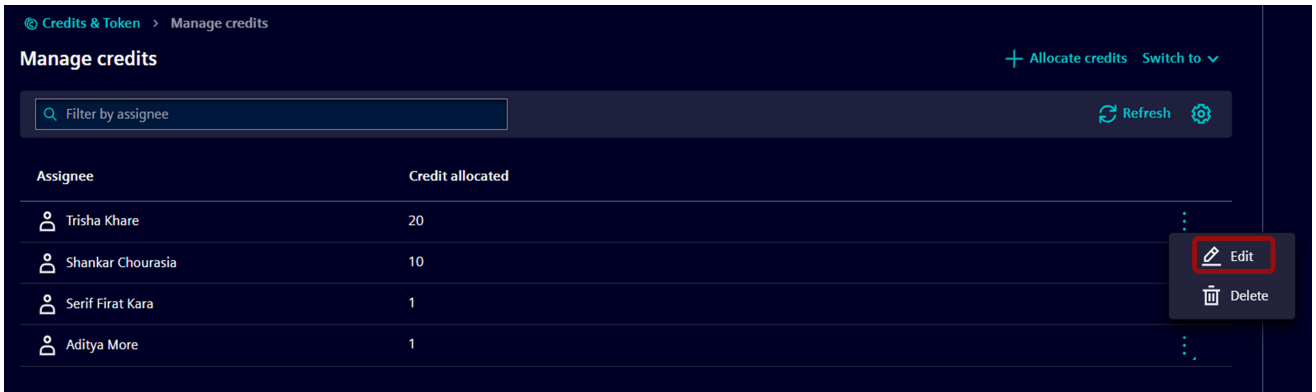 Credits & Token > Manage credits
Manage credits
Allocate credits Switch to
Filter by assignee
Refresh
Assignee Credit allocated
Trisha Khare 20
Shankar Chourasia 10
Edit
Serif Firat Kara 1
Delete
Aditya More 1